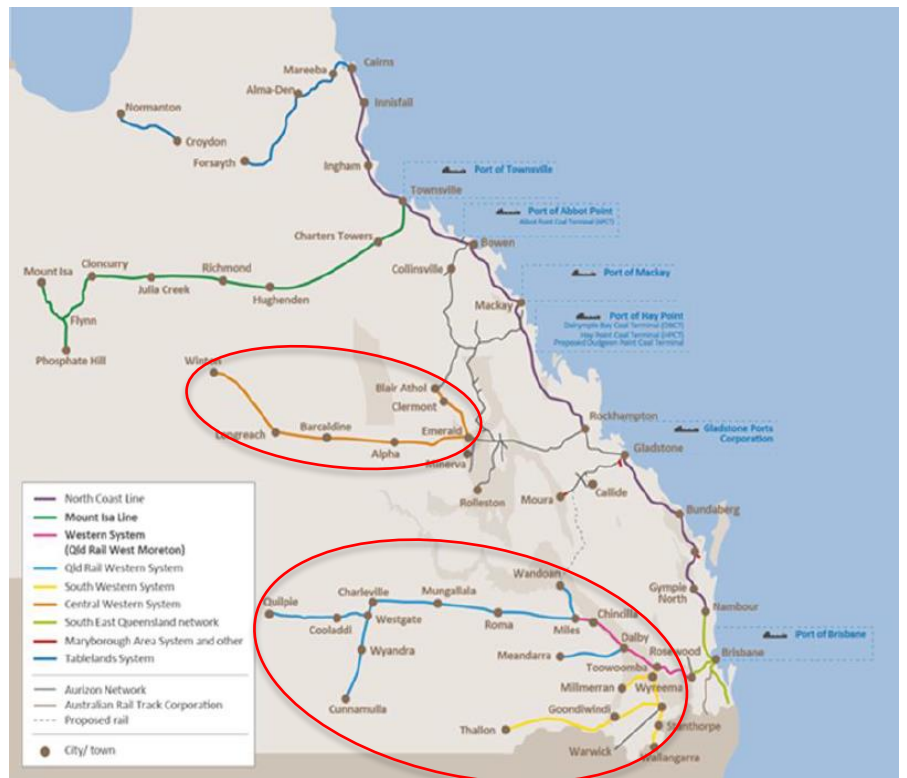 Cairns
Mareeba
Alma-Den
Innisfail
Normanton
Croydon
Forsayth
Ingham
Port of Townsville
Townsville
Port of Abbot Point
Abbot Point Coal Terminal (APCT)
Charters Towers
Bowen
Mount Isa
Cloncurry
Richmond
Collinsville
Port of Mackay
Julia Creek
Hughenden
Mackay
Flynn
Port of Hay Point
Dalrymple Bay Coal Terminal (DBCT)
Hay Point Coal Terminal (HPCT)
Proposed Dudgeon Point Coal Terminal
Phosphate Hill
Winton
Blair Athol
Clermont
Rockhampton
Longreach
Barcaldine
Emerald
Gladstone Ports
Corporation
Alpha
Gladstone
Minerva
Rolleston
Moura
Callide
Bundaberg
North Coast Line
Mount Isa Line
Western System
(Qld Rail West Moreton)
Qld Rail Western System
South Western System
Central Western System
South East Queensland network
Maryborough Area System and other
Tablelands System
Aurizon Network
Australian Rail Track Corporation
Proposed rail
City/ town
Wandoan
Gympie
North
Charleville
Mungallala
Quilpie
Chincilla
Nambour
Cooladdi
Westgate
Roma
Miles
Dalby
Port of Brisbane
Wyandra
Meandarra
Rosewood
Brisbane
Toowoomba
Cunnamulla
Millmerran
Wyreema
Goondiwindi
Thallon
Stanthorpe
Warwick
Wallangarra